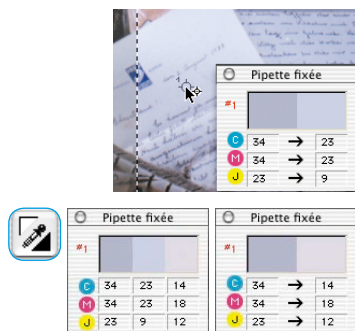 1
Pipette fixée
#1
C 34 → 23
M 34 → 23
J 23 → 9
Pipette fixée
#1
C 34 23 14
M 34 23 18
J 23 9 12
Pipette fixée
#1
C 34 → 14
M 34 → 18
J 23 → 12